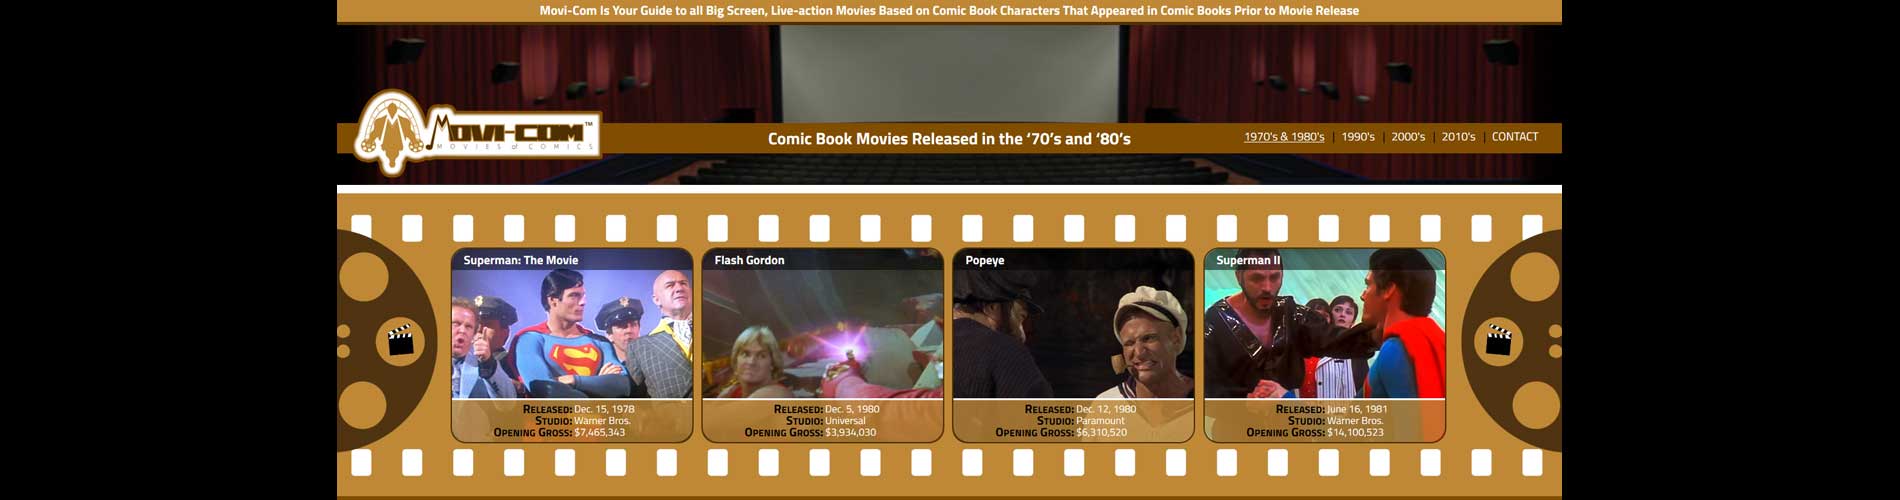 Movi-Com Is Your Guide to all Big Screen, Live-action Movies Based on Comic Book Characters That Appeared in Comic Books Prior to Movie Release
MOVI-COM™
MOVIES of COMICS
Comic Book Movies Released in the ‘70’s and ‘80’s
1970's & 1980's | 1990's | 2000's | 2010's | CONTACT
Superman: The Movie
Released: Dec. 15, 1978
Studio: Warner Bros.
Opening Gross: $7,465,343
Flash Gordon
Released: Dec. 5, 1980
Studio: Universal
Opening Gross: $3,934,030
Popeye
Released: Dec. 12, 1980
Studio: Paramount
Opening Gross: $6,310,520
Superman II
Released: June 16, 1981
Studio: Warner Bros.
Opening Gross: $14,100,523